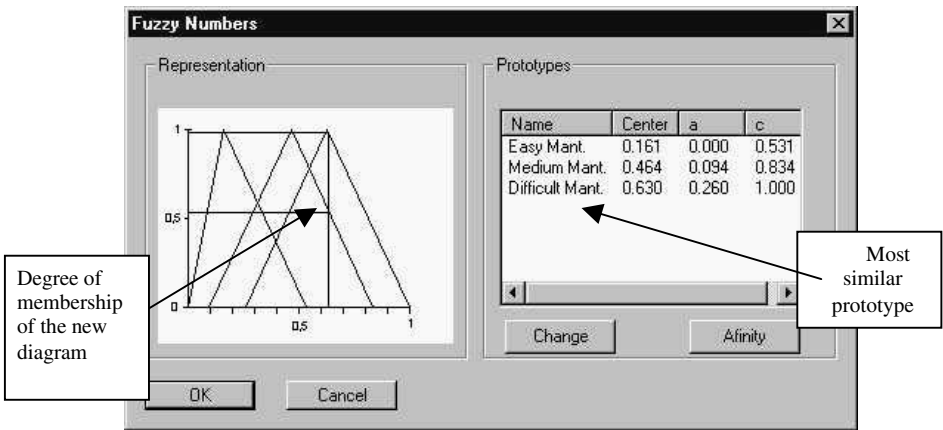 Fuzzy Numbers
Representation
1
0,5
0
0,5
1
Prototypes
Name Center a c
Easy Mant. 0.161 0.000 0.531
Medium Mant. 0.464 0.094 0.834
Difficult Mant. 0.630 0.260 1.000
Change Afinity
OK Cancel
Degree of
membership
of the new
diagram
Most
similar
prototype